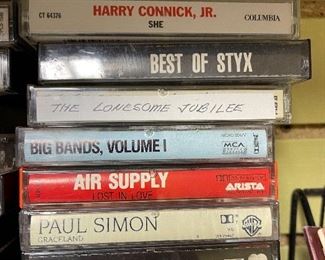 HARRY CONNICK, JR.
CT 64376
SHE
COLUMBIA
BEST OF STYX
THE LONESOME JUBILEE
BIG BANDS, VOLUME I
MCA
AIR SUPPLY
LOST IN LOVE
ARISTA
PAUL SIMON
GRACELAND